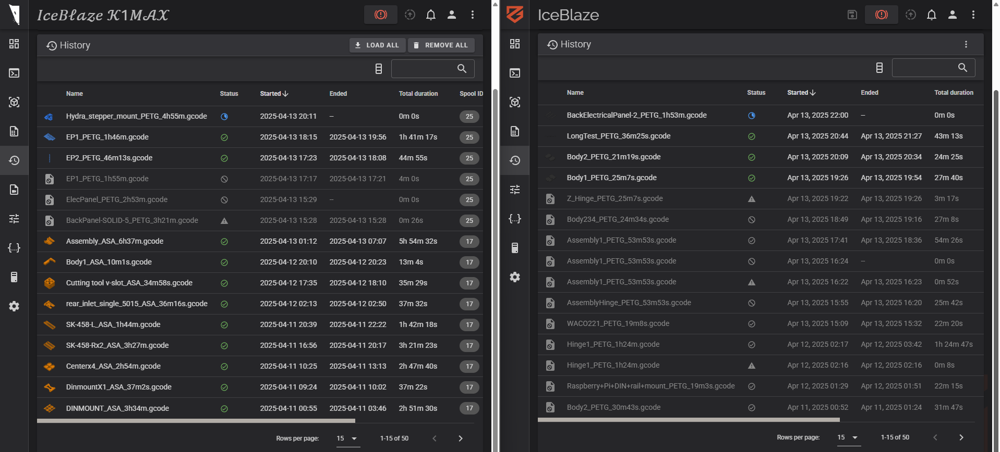 IceBłaze K1MAX
History
LOAD ALL
REMOVE ALL
Name Status Started Ended Total duration Spool ID
Hydra_stepper_mount_PETG_4h55m.gcode 2025-04-13 20:11 -- 0m 0s 25
EP1_PETG_1h46m.gcode 2025-04-13 18:15 2025-04-13 19:56 1h 41m 17s 25
EP2_PETG_46m13s.gcode 2025-04-13 17:23 2025-04-13 18:08 44m 55s 25
EP1_PETG_1h55m.gcode 2025-04-13 17:17 2025-04-13 17:21 4m 0s 25
ElecPanel_PETG_2h53m.gcode 2025-04-13 15:29 -- 0m 0s 25
BackPanel-SOLID-5_PETG_3h21m.gcode 2025-04-13 15:28 2025-04-13 15:28 0m 26s 25
Assembly_ASA_6h37m.gcode 2025-04-13 01:12 2025-04-13 07:07 5h 54m 32s 17
Body1_ASA_10m1s.gcode 2025-04-12 20:10 2025-04-12 20:23 13m 4s 17
Cutting tool v-slot_ASA_34m58s.gcode 2025-04-12 17:35 2025-04-12 18:10 35m 29s 17
rear_inlet_single_5015_ASA_36m16s.gcode 2025-04-12 02:13 2025-04-12 02:50 37m 32s 17
SK-458-L_ASA_1h44m.gcode 2025-04-11 20:39 2025-04-11 22:22 1h 42m 18s 17
SK-458-Rx2_ASA_3h27m.gcode 2025-04-11 16:56 2025-04-11 20:17 3h 21m 23s 17
Centerx4_ASA_2h54m.gcode 2025-04-11 10:25 2025-04-11 13:13 2h 47m 40s 17
DinmountX1_ASA_37m2s.gcode 2025-04-11 09:24 2025-04-11 10:02 37m 22s 17
DINMOUNT_ASA_3h34m.gcode 2025-04-11 00:55 2025-04-11 03:46 2h 51m 30s 17
Rows per page: 15 1-15 of 50
IceBlaze
History
Name Status Started Ended Total duration
BackElectricalPanel-2_PETG_1h53m.gcode Apr 13, 2025 22:00 -- 0m 0s
LongTest_PETG_36m25s.gcode Apr 13, 2025 20:44 Apr 13, 2025 21:27 43m 13s
Body2_PETG_21m19s.gcode Apr 13, 2025 20:09 Apr 13, 2025 20:34 24m 25s
Body1_PETG_25m7s.gcode Apr 13, 2025 19:26 Apr 13, 2025 19:54 27m 40s
Z_Hinge_PETG_25m7s.gcode Apr 13, 2025 19:22 Apr 13, 2025 19:26 3m 17s
Body234_PETG_24m34s.gcode Apr 13, 2025 18:49 Apr 13, 2025 19:16 27m 8s
Assembly1_PETG_53m53s.gcode Apr 13, 2025 17:41 Apr 13, 2025 18:36 54m 26s
Assembly1_PETG_53m53s.gcode Apr 13, 2025 16:24 -- 0m 0s
Assembly1_PETG_53m53s.gcode Apr 13, 2025 16:22 Apr 13, 2025 16:23 0m 52s
AssemblyHinge_PETG_53m53s.gcode Apr 13, 2025 15:55 Apr 13, 2025 16:20 25m 42s
WACO221_PETG_19m8s.gcode Apr 13, 2025 15:09 Apr 13, 2025 15:32 22m 20s
Hinge1_PETG_1h24m.gcode Apr 12, 2025 02:17 Apr 12, 2025 03:42 1h 24m 47s
Hinge1_PETG_1h24m.gcode Apr 12, 2025 02:16 Apr 12, 2025 02:16 0m 8s
Raspberry+Pi+DIN+rail+mount_PETG_19m3s.gcode Apr 12, 2025 01:29 Apr 12, 2025 01:51 22m 15s
Body2_PETG_30m43s.gcode Apr 11, 2025 00:52 Apr 11, 2025 01:24 31m 47s
Rows per page: 15 1-15 of 50